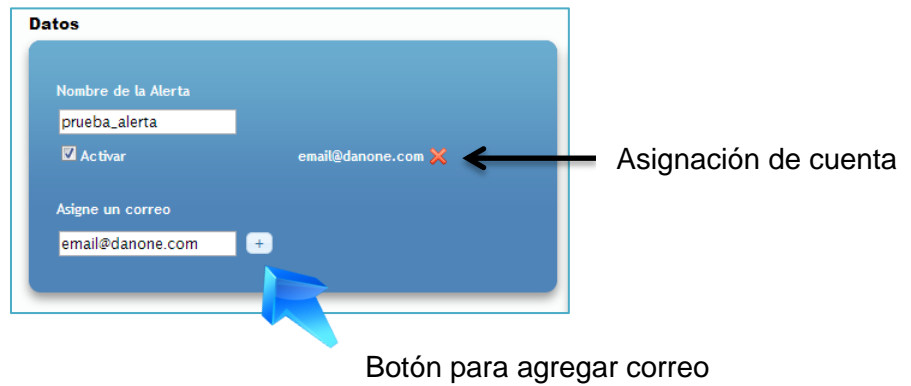 Datos
Nombre de la Alerta
prueba_alerta
Activar
email@danone.com
Asignación de cuenta
Asigne un correo
email@danone.com +
Botón para agregar correo